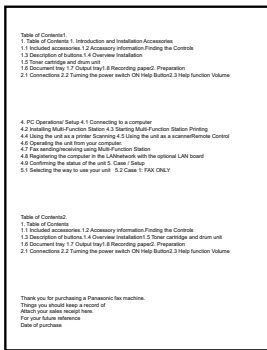 Table of Contents1.
1. Table of Contents 1. Introduction and Installation Accessories
1.1 Included accessories.1.2 Accessory information.Finding the Controls
1.3 Description of buttons.1.4 Overview Installation
1.5 Toner cartridge and drum unit
1.6 Document tray 1.7 Output tray1.8 Recording paper2. Preparation
2.1 Connections 2.2 Turning the power switch ON Help Button2.3 Help function Volume
4. PC Operations/ Setup 4.1 Connecting to a computer
4.2 Installing Multi-Function Station 4.3 Starting Multi-Function Station Printing
4.4 Using the unit as a printer Scanning 4.5 Using the unit as a scannerRemote Control
4.6 Operating the unit from your computer.
4.7 Fax sending/receiving using Multi-Function Station
4.8 Registering the computer in the LANnetwork with the optional LAN board
4.9 Confirming the status of the unit 5. Case / Setup
5.1 Selecting the way to use your unit 5.2 Case 1: FAX ONLY
Table of Contents2.
1. Table of Contents
1.1 Included accessories.1.2 Accessory information.Finding the Controls
1.3 Description of buttons.1.4 Overview Installation1.5 Toner cartridge and drum unit
1.6 Document tray 1.7 Output tray1.8 Recording paper2. Preparation
2.1 Connections 2.2 Turning the power switch ON Help Button2.3 Help function Volume
Thank you for purchasing a Panasonic fax machine.
Things you should keep a record of
Attach your sales receipt here.
For your future reference
Date of purchase